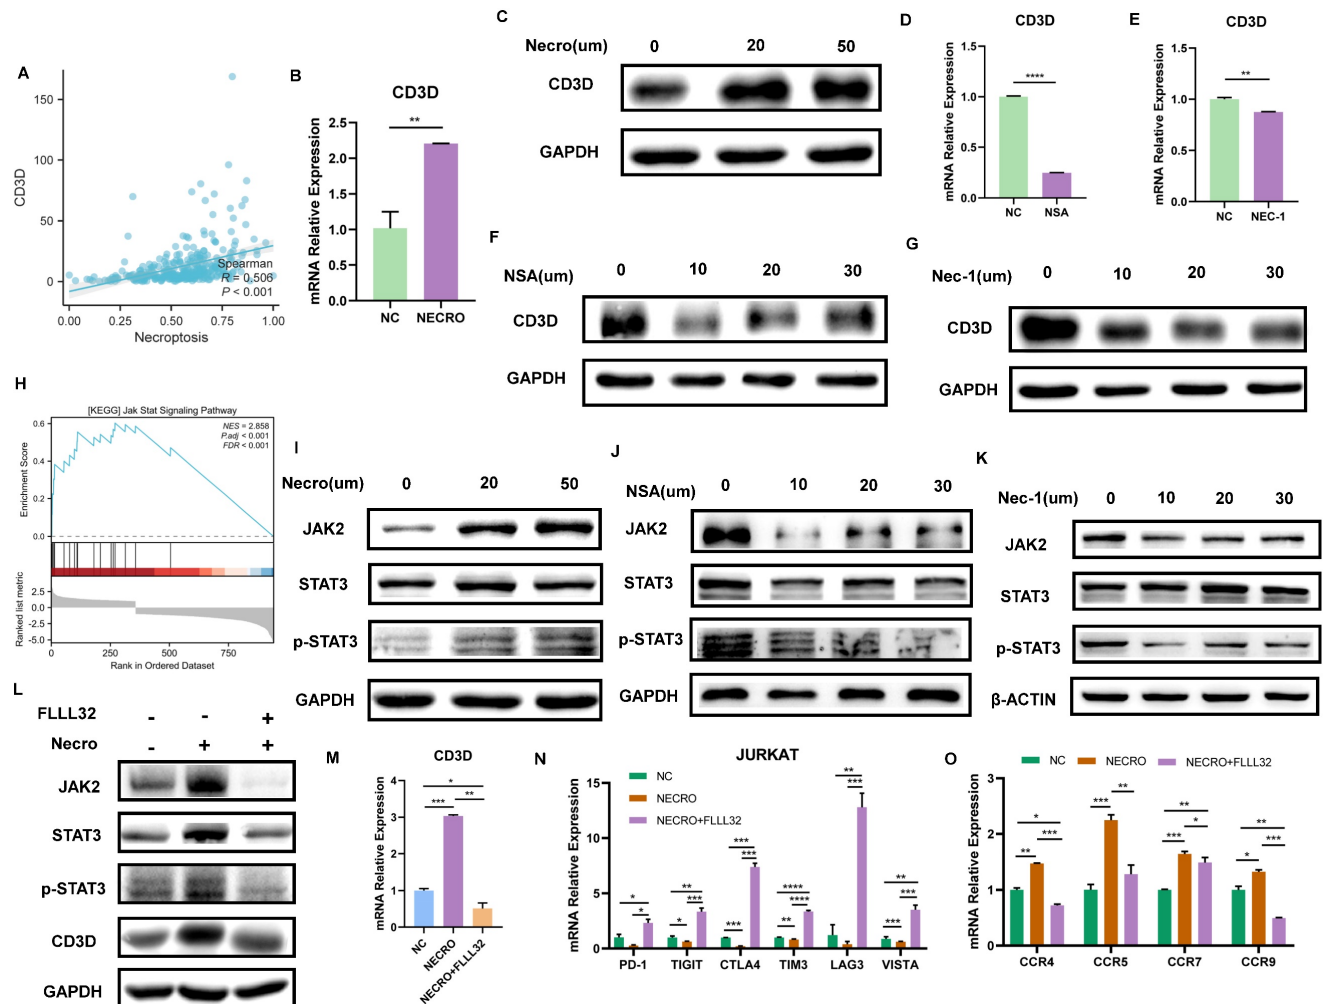 A
CD3D
150
100
50
0
Spearman
R = 0.506
P < 0.001
0.00 0.25 0.50 0.75 1.00
Necroptosis
B
CD3D
mRNA Relative Expression
2.5
2.0
1.5
1.0
0.5
0.0
**
NC NECRO
C
Necro(um) 0 20 50
CD3D
GAPDH
D
CD3D
mRNA Relative Expression
1.5
1.0
0.5
0.0
****
NC NSA
E
CD3D
mRNA Relative Expression
1.5
1.0
0.5
0.0
**
NC NEC-1
F
NSA(um) 0 10 20 30
CD3D
GAPDH
G
Nec-1(um) 0 10 20 30
CD3D
GAPDH
H
[KEGG] Jak Stat Signaling Pathway
NES = 2.858
P.adj < 0.001
FDR < 0.001
Enrichment Score
0.6
0.4
0.2
0.0
Ranked list metric
2.5
0.0
-2.5
-5.0
0 250 500 750
Rank in Ordered Dataset
I
Necro(um) 0 20 50
JAK2
STAT3
p-STAT3
GAPDH
J
NSA(um) 0 10 20 30
JAK2
STAT3
p-STAT3
GAPDH
K
Nec-1(um) 0 10 20 30
JAK2
STAT3
p-STAT3
β-ACTIN
L
FLLL32 - - +
Necro - + +
JAK2
STAT3
p-STAT3
CD3D
GAPDH
M
CD3D
mRNA Relative Expression
4
3
2
1
0
*
*** **
NC NECRO NECRO+FLLL32
N
JURKAT
NC
NECRO
NECRO+FLLL32
mRNA Relative Expression
15
10
5
0
*
*
**
***
*
***
***
***
****
****
**
**
***
**
***
***
PD-1 TIGIT CTLA4 TIM3 LAG3 VISTA
O
NC NECRO NECRO+FLLL32
mRNA Relative Expression
3
2
1
0
*
***
**
***
**
**
*
***
**
***
*
CCR4 CCR5 CCR7 CCR9